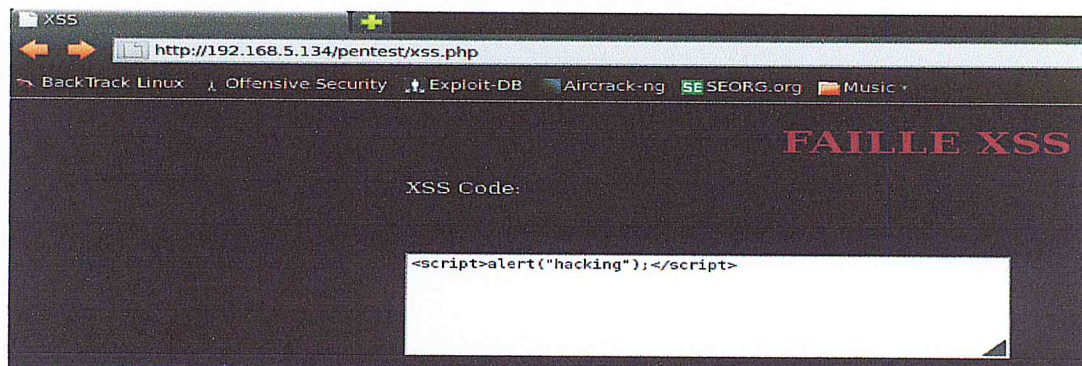 XSS
http://192.168.5.134/pentest/xss.php
BackTrack Linux Offensive Security Exploit-DB Aircrack-ng SE SEORG.org Music
FAILLE XSS
XSS Code:
<script>alert("hacking");</script>